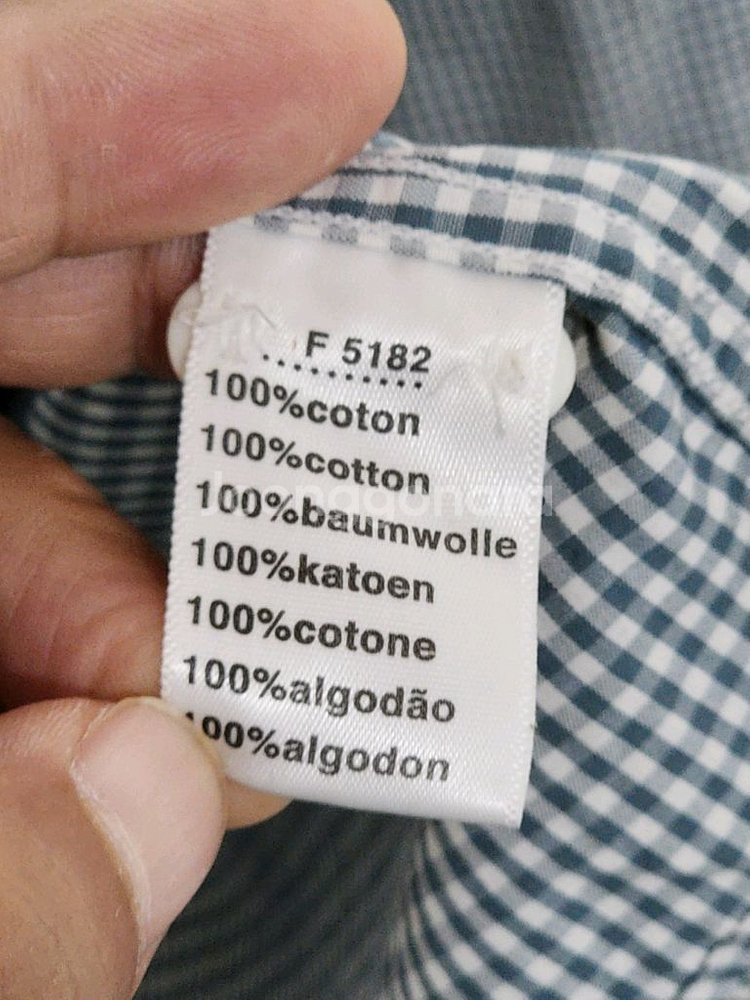 ...F 5182
100%coton
100%cotton
100%baumwolle
100%katoen
100%cotone
100%algodão
100%algodon